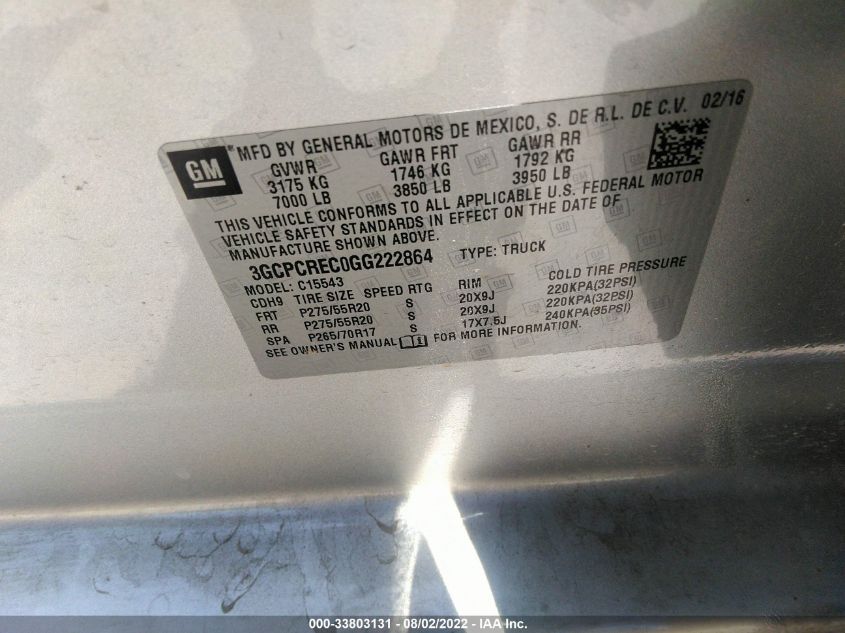 GM
*MFD BY GENERAL MOTORS DE MEXICO, S. DE R.L. DE C.V. 02/16
GVWR GAWR FRT GAWR RR
3175 KG 1746 KG 1792 KG
7000 LB 3850 LB 3950 LB
THIS VEHICLE CONFORMS TO ALL APPLICABLE U.S. FEDERAL MOTOR
VEHICLE SAFETY STANDARDS IN EFFECT ON THE DATE OF
MANUFACTURE SHOWN ABOVE.
3GCPCREC0GG222864 TYPE: TRUCK
MODEL: C15543
CDH9 TIRE SIZE SPEED RTG RIM COLD TIRE PRESSURE
FRT P275/55R20 S 20X9J 220KPA(32PSI)
RR P275/55R20 S 20X9J 220KPA(32PSI)
SPA P265/70R17 S 17X7.5J 240KPA(35PSI)
SEE OWNER'S MANUAL FOR MORE INFORMATION.
000-33803131 - 08/02/2022 - IAA Inc.